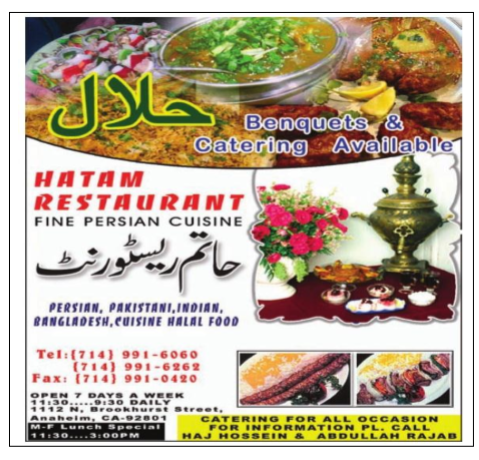 حلال
Benquets &
Catering Available
HATAM
RESTAURANT
FINE PERSIAN CUISINE
حاتم ریسٹورنٹ
PERSIAN, PAKISTANI,INDIAN,
BANGLADESH,CUISINE HALAL FOOD
Tel:{714} 991-6060
{714} 991-6262
Fax: {714} 991-0420
OPEN 7 DAYS A WEEK
11:30.....9:30 DAILY
1112 N, Brookhurst Street,
Anaheim, CA-92801
M-F Lunch Special
11:30....3:00PM
CATERING FOR ALL OCCASION
FOR INFORMATION PL. CALL
HAJ HOSSEIN & ABDULLAH RAJAB